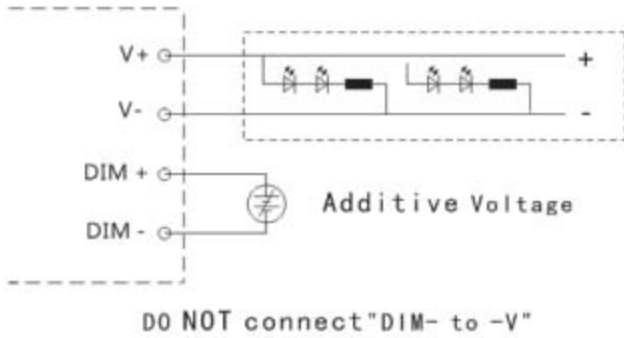 V+
+
V-
-
DIM +
DIM -
Additive Voltage
DO NOT connect"DIM- to -V"